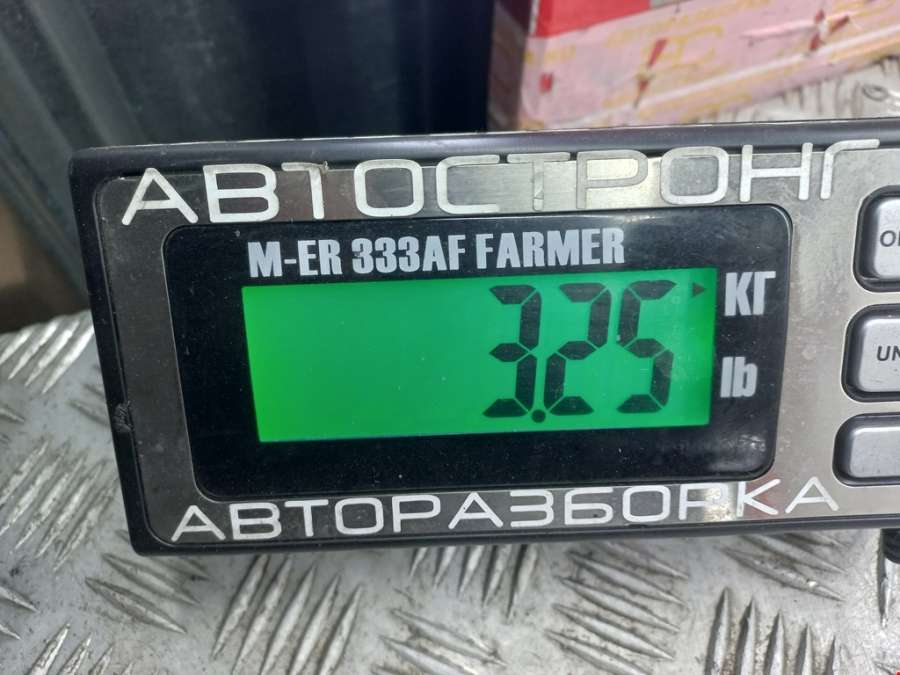 АВТОСТРОНГ
M-ER 333AF FARMER
3.25
КГ
lb
АВТОРАЗБОРКА